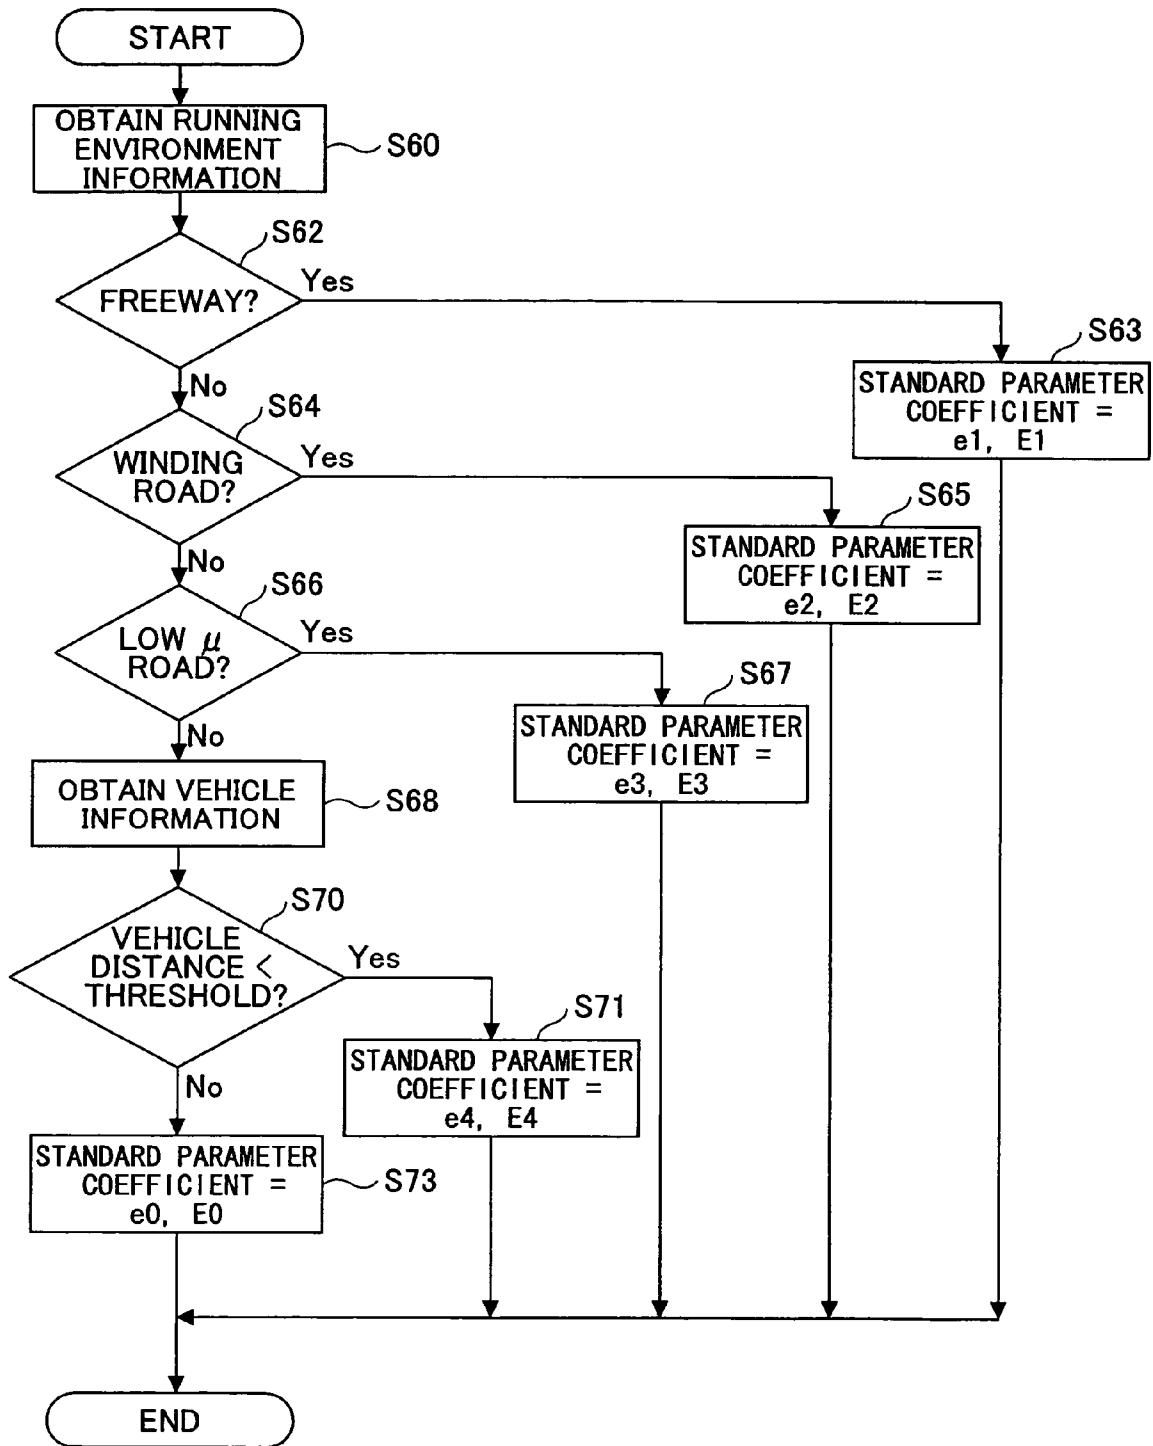 START
OBTAIN RUNNING
ENVIRONMENT
INFORMATION
S60
S62
FREEWAY?
Yes
No
S63
STANDARD PARAMETER
COEFFICIENT =
e1, E1
S64
WINDING
ROAD?
Yes
No
S65
STANDARD PARAMETER
COEFFICIENT =
e2, E2
S66
LOW μ
ROAD?
Yes
No
S67
STANDARD PARAMETER
COEFFICIENT =
e3, E3
OBTAIN VEHICLE
INFORMATION
S68
S70
VEHICLE
DISTANCE <
THRESHOLD?
Yes
No
S71
STANDARD PARAMETER
COEFFICIENT =
e4, E4
STANDARD PARAMETER
COEFFICIENT =
e0, E0
S73
END